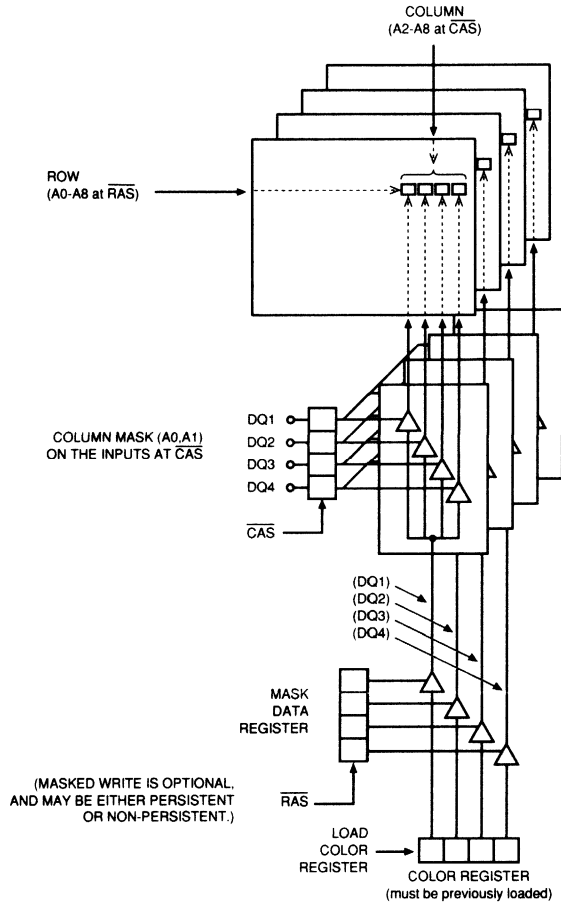 COLUMN
(A2-A8 at CAS)
ROW
(A0-A8 at RAS)
COLUMN MASK (A0,A1)
ON THE INPUTS AT CAS
DQ1
DQ2
DQ3
DQ4
CAS
(DQ1)
(DQ2)
(DQ3)
(DQ4)
MASK
DATA
REGISTER
(MASKED WRITE IS OPTIONAL,
AND MAY BE EITHER PERSISTENT
OR NON-PERSISTENT.)
RAS
LOAD
COLOR
REGISTER
COLOR REGISTER
(must be previously loaded)